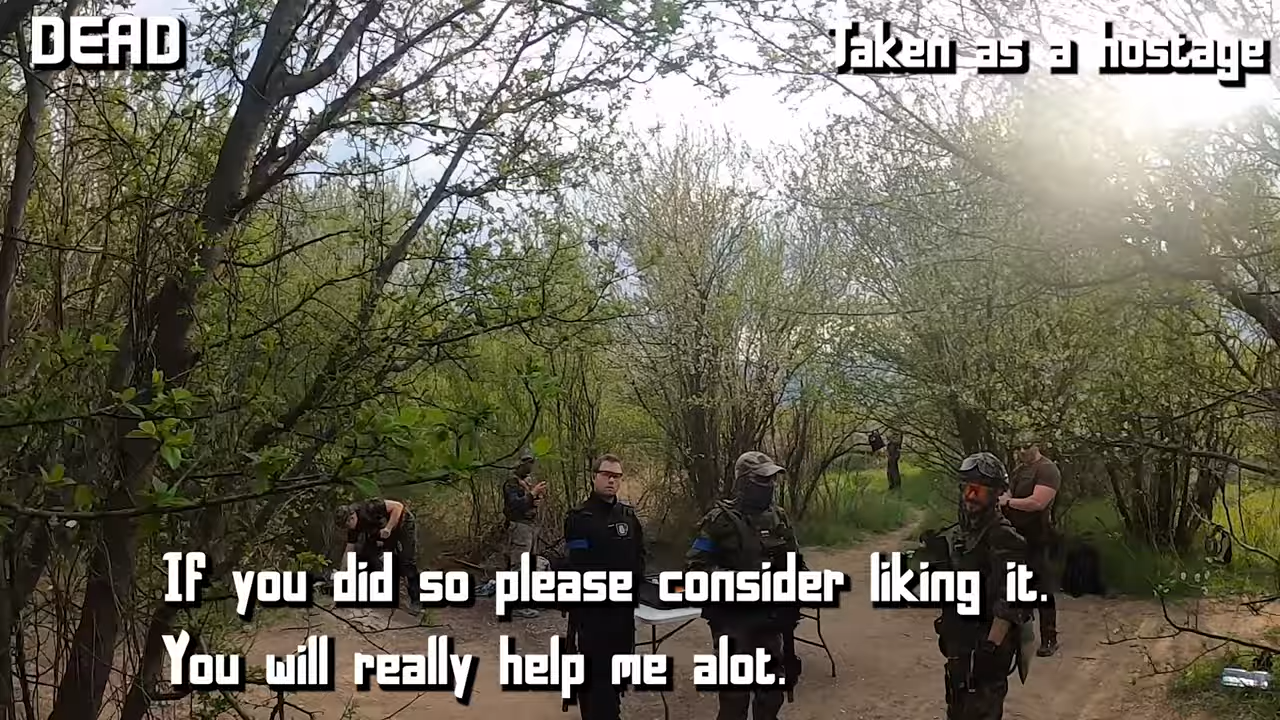 DEAD
Taken as a hostage
If you did so please consider liking it.
You will really help me alot.